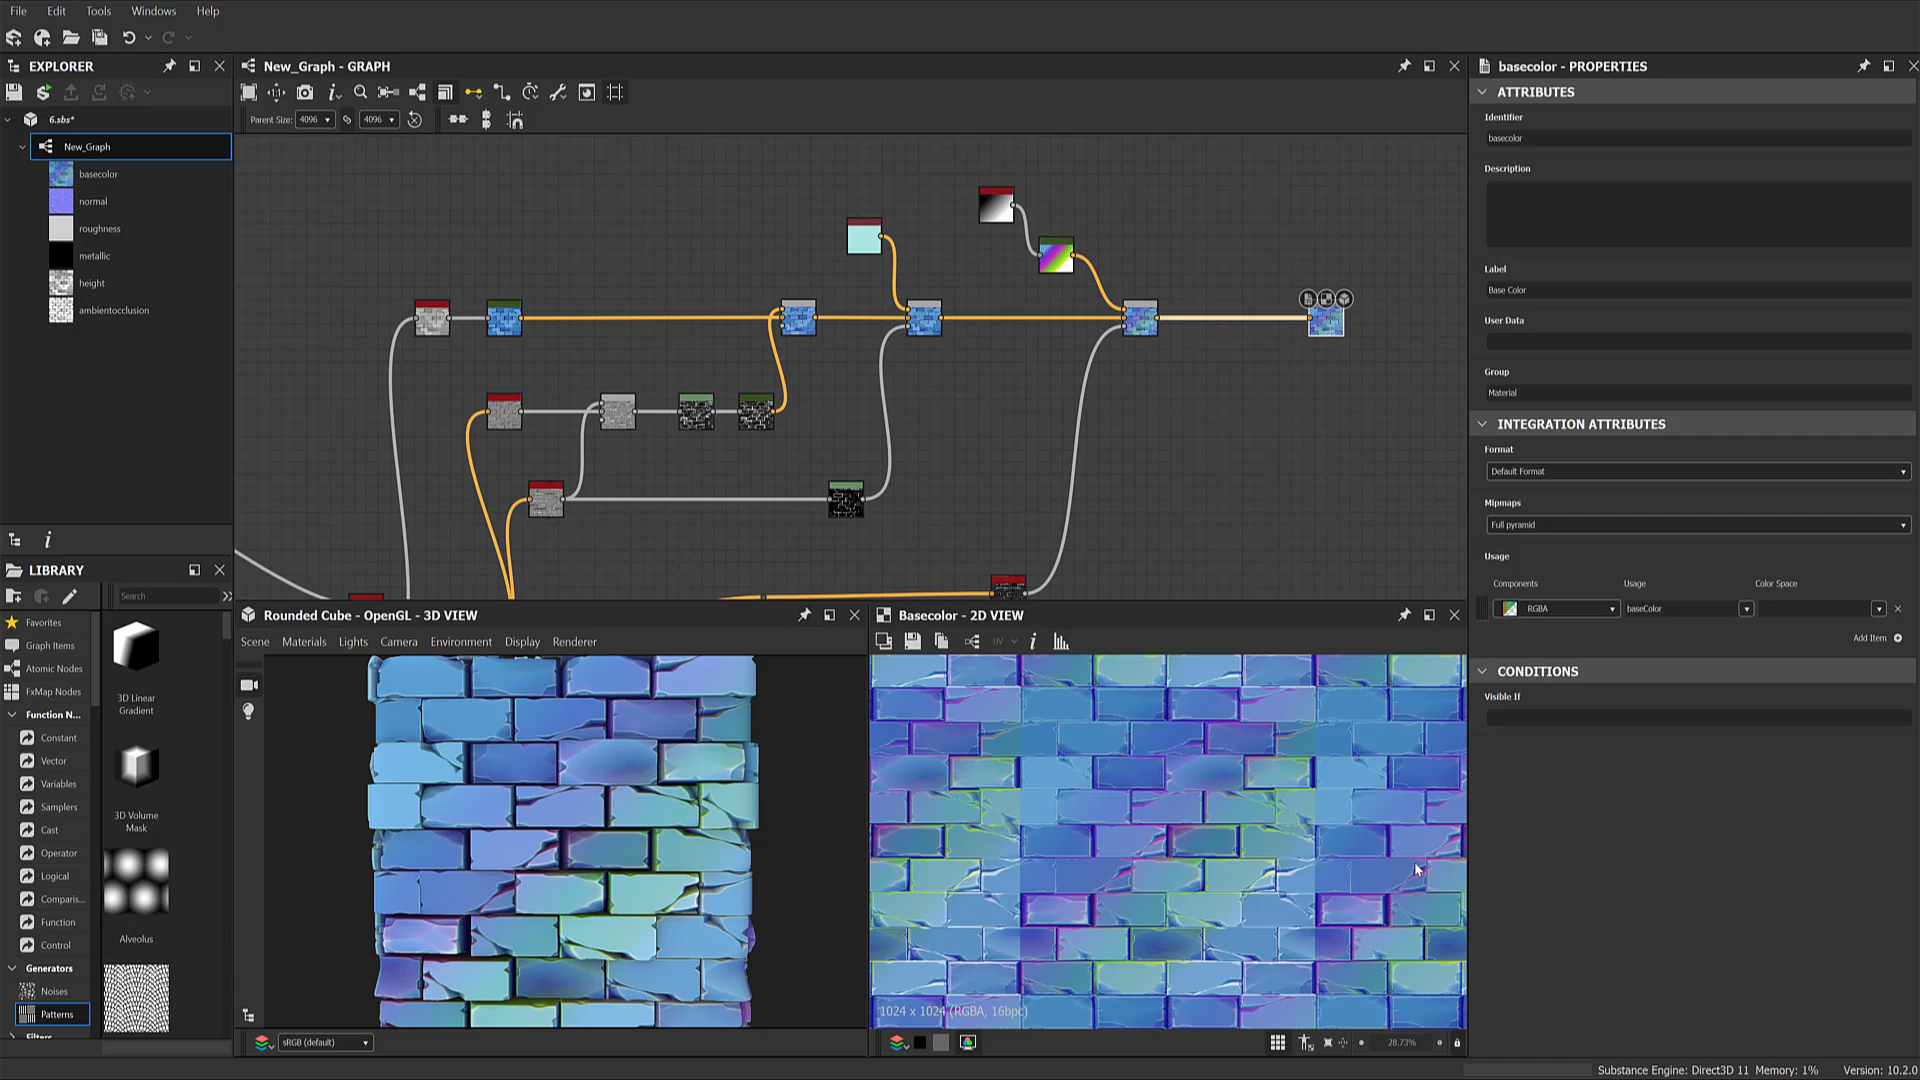 File Edit Tools Windows Help
EXPLORER
6.sbs*
New_Graph
basecolor
normal
roughness
metallic
height
ambientocclusion
LIBRARY
Search
Favorites
Graph Items
Atomic Nodes
FxMap Nodes
Function N...
Constant
Vector
Variables
Samplers
Cast
Operator
Logical
Comparis...
Function
Control
Generators
Noises
Patterns
Filters
3D Linear
Gradient
3D Volume
Mask
Alveolus
New_Graph - GRAPH
Parent Size: 4096 4096
Rounded Cube - OpenGL - 3D VIEW
Scene Materials Lights Camera Environment Display Renderer
sRGB (default)
Basecolor - 2D VIEW
UV
1024 x 1024 (RGBA, 16bpc)
28.73%
basecolor - PROPERTIES
ATTRIBUTES
Identifier
basecolor
Description
Label
Base Color
User Data
Group
Material
INTEGRATION ATTRIBUTES
Format
Default Format
Mipmaps
Full pyramid
Usage
Components Usage Color Space
RGBA baseColor
Add Item
CONDITIONS
Visible If
Substance Engine: Direct3D 11 Memory: 1% Version: 10.2.0